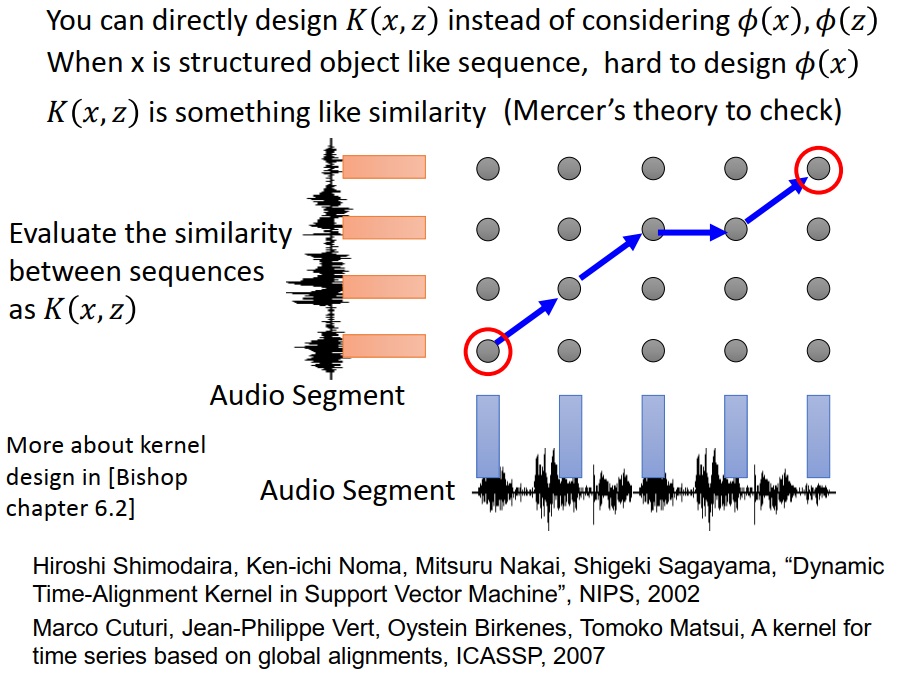 You can directly design K(x, z) instead of considering ϕ(x), ϕ(z)
When x is structured object like sequence, hard to design ϕ(x)
K(x, z) is something like similarity (Mercer's theory to check)
Evaluate the similarity
between sequences
as K(x, z)
Audio Segment
More about kernel
design in [Bishop
chapter 6.2]
Audio Segment
Hiroshi Shimodaira, Ken-ichi Noma, Mitsuru Nakai, Shigeki Sagayama, “Dynamic
Time-Alignment Kernel in Support Vector Machine”, NIPS, 2002
Marco Cuturi, Jean-Philippe Vert, Oystein Birkenes, Tomoko Matsui, A kernel for
time series based on global alignments, ICASSP, 2007